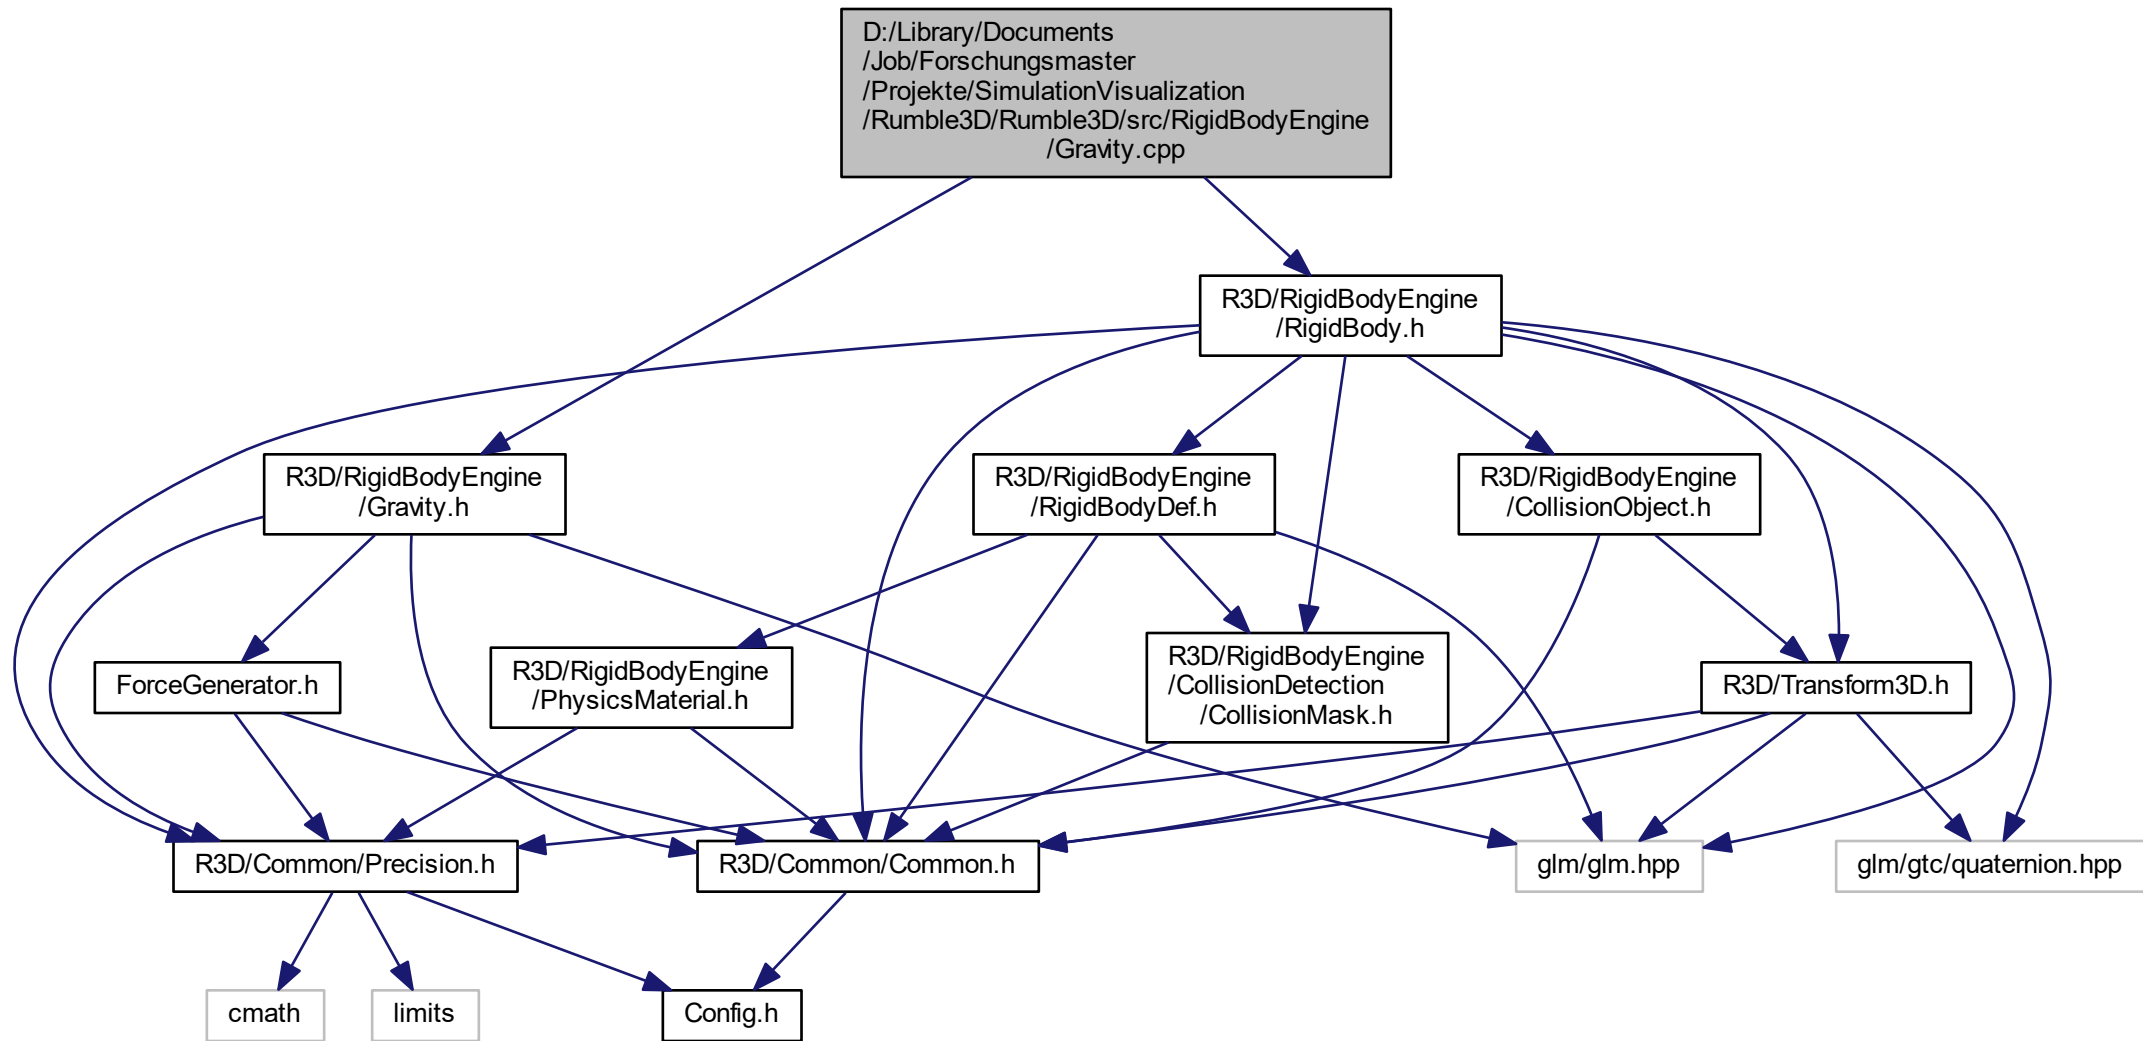 D:/Library/Documents
/Job/Forschungsmaster
/Projekte/SimulationVisualization
/Rumble3D/Rumble3D/src/RigidBodyEngine
/Gravity.cpp
R3D/RigidBodyEngine
/RigidBody.h
R3D/RigidBodyEngine
/Gravity.h
R3D/RigidBodyEngine
/RigidBodyDef.h
R3D/RigidBodyEngine
/CollisionObject.h
ForceGenerator.h
R3D/RigidBodyEngine
/PhysicsMaterial.h
R3D/RigidBodyEngine
/CollisionDetection
/CollisionMask.h
R3D/Transform3D.h
R3D/Common/Precision.h
R3D/Common/Common.h
glm/glm.hpp
glm/gtc/quaternion.hpp
cmath
limits
Config.h